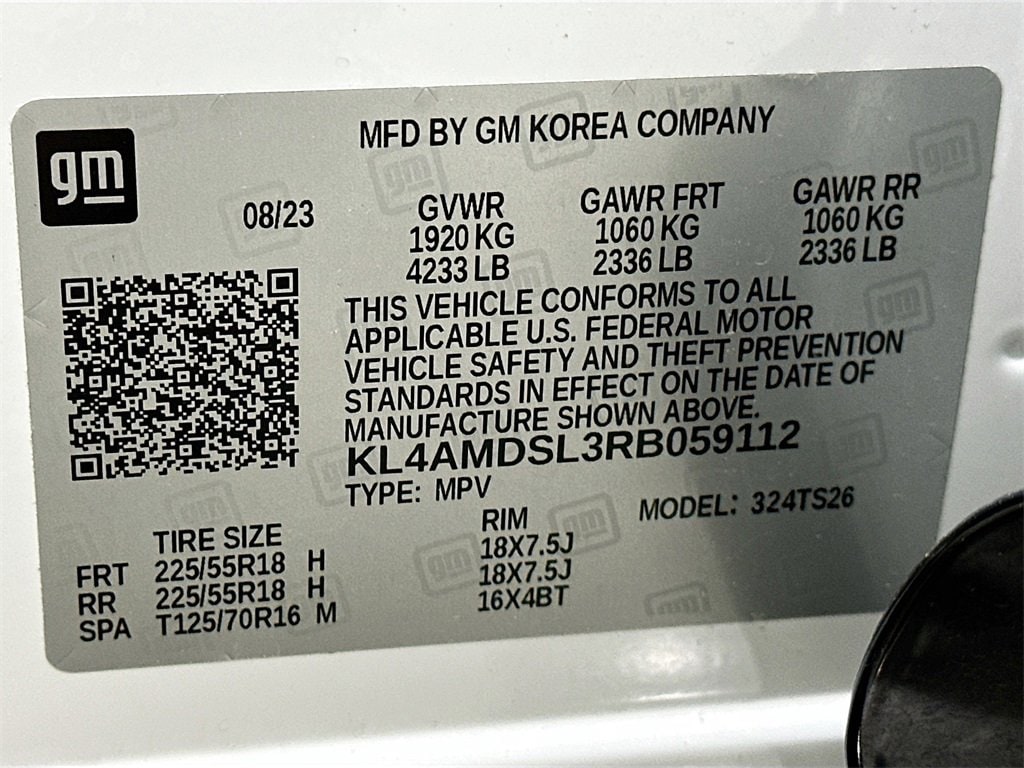 gm
MFD BY GM KOREA COMPANY
08/23
GVWR GAWR FRT GAWR RR
1920 KG 1060 KG 1060 KG
4233 LB 2336 LB 2336 LB
THIS VEHICLE CONFORMS TO ALL
APPLICABLE U.S. FEDERAL MOTOR
VEHICLE SAFETY AND THEFT PREVENTION
STANDARDS IN EFFECT ON THE DATE OF
MANUFACTURE SHOWN ABOVE.
KL4AMDSL3RB059112
TYPE: MPV MODEL: 324TS26
TIRE SIZE RIM
FRT 225/55R18 H 18X7.5J
RR 225/55R18 H 18X7.5J
SPA T125/70R16 M 16X4BT